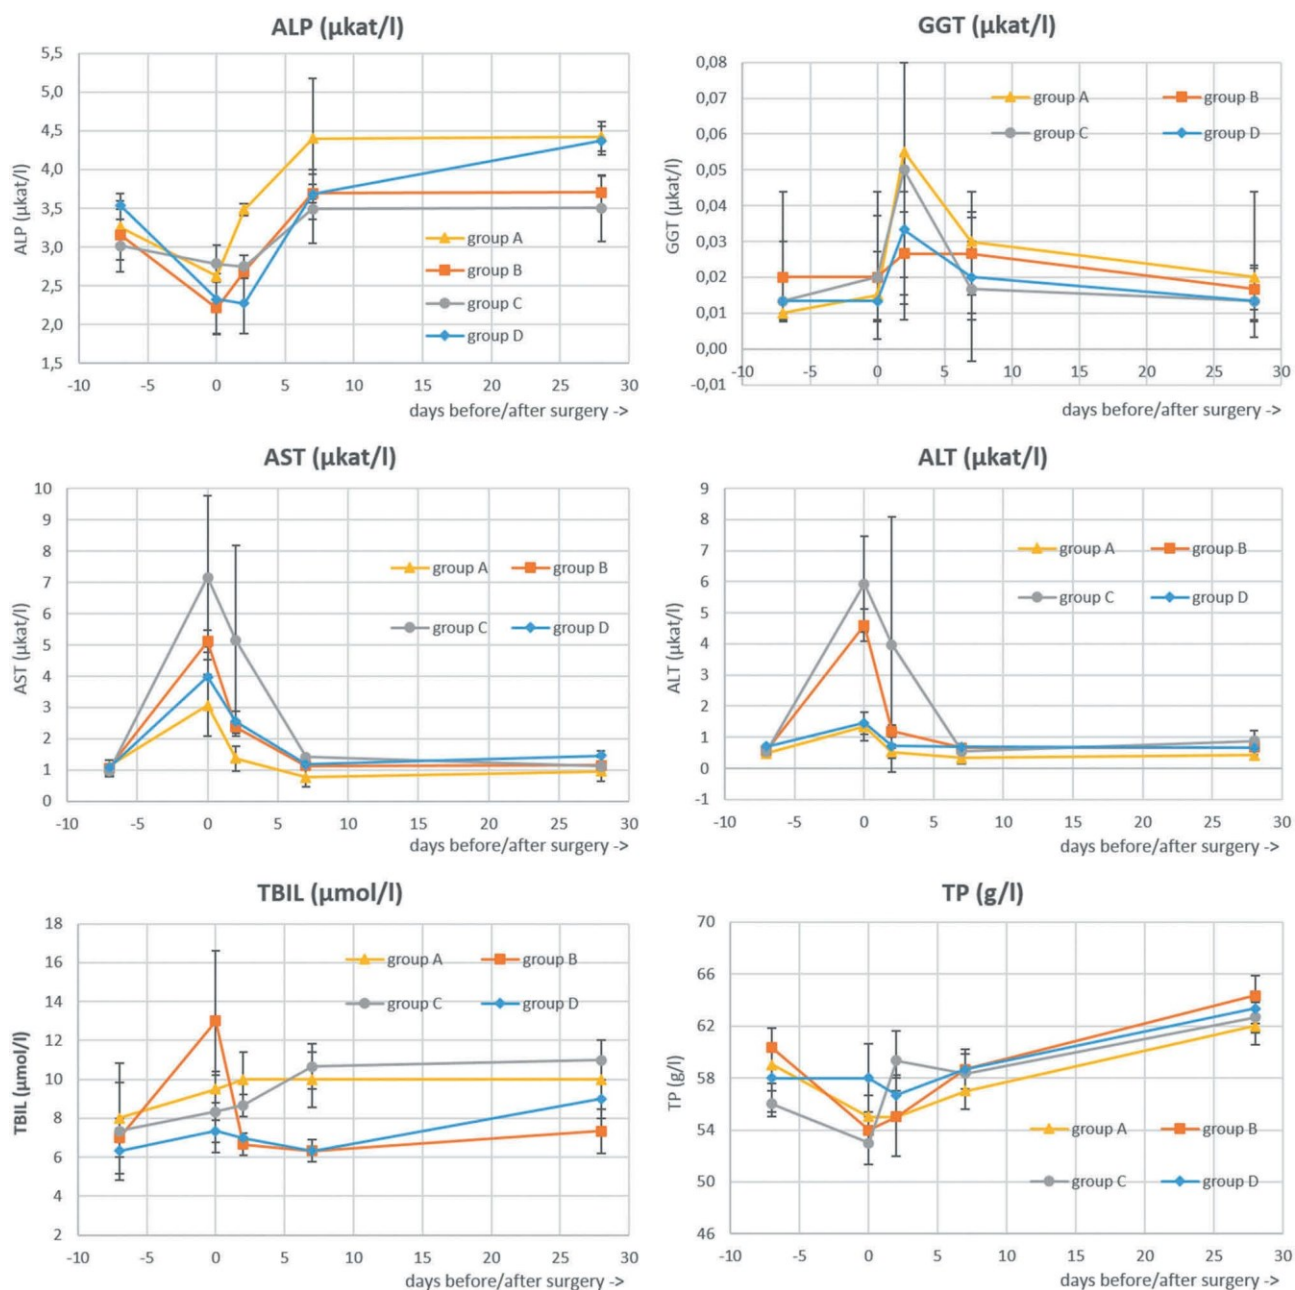 ALP (μkat/l)
ALP (μkat/l)
5,5
5,0
4,5
4,0
3,5
3,0
2,5
2,0
1,5
group A
group B
group C
group D
-10 -5 0 5 10 15 20 25 30
days before/after surgery ->
GGT (μkat/l)
GGT (μkat/l)
0,08
0,07
0,06
0,05
0,04
0,03
0,02
0,01
0,00
-0,01
group A group B
group C group D
-10 -5 0 5 10 15 20 25 30
days before/after surgery ->
AST (μkat/l)
AST (μkat/l)
10
9
8
7
6
5
4
3
2
1
0
group A group B
group C group D
-10 -5 0 5 10 15 20 25 30
days before/after surgery ->
ALT (μkat/l)
ALT (μkat/l)
9
8
7
6
5
4
3
2
1
0
-1
group A group B
group C group D
-10 -5 0 5 10 15 20 25 30
days before/after surgery ->
TBIL (μmol/l)
TBIL (μmol/l)
18
16
14
12
10
8
6
4
2
group A group B
group C group D
-10 -5 0 5 10 15 20 25 30
days before/after surgery ->
TP (g/l)
TP (g/l)
70
66
62
58
54
50
46
group A group B
group C group D
-10 -5 0 5 10 15 20 25 30
days before/after surgery ->